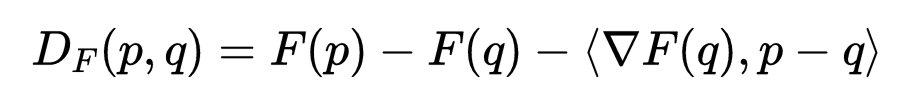 D_F(p, q) = F(p) − F(q) − ⟨∇F(q), p − q⟩